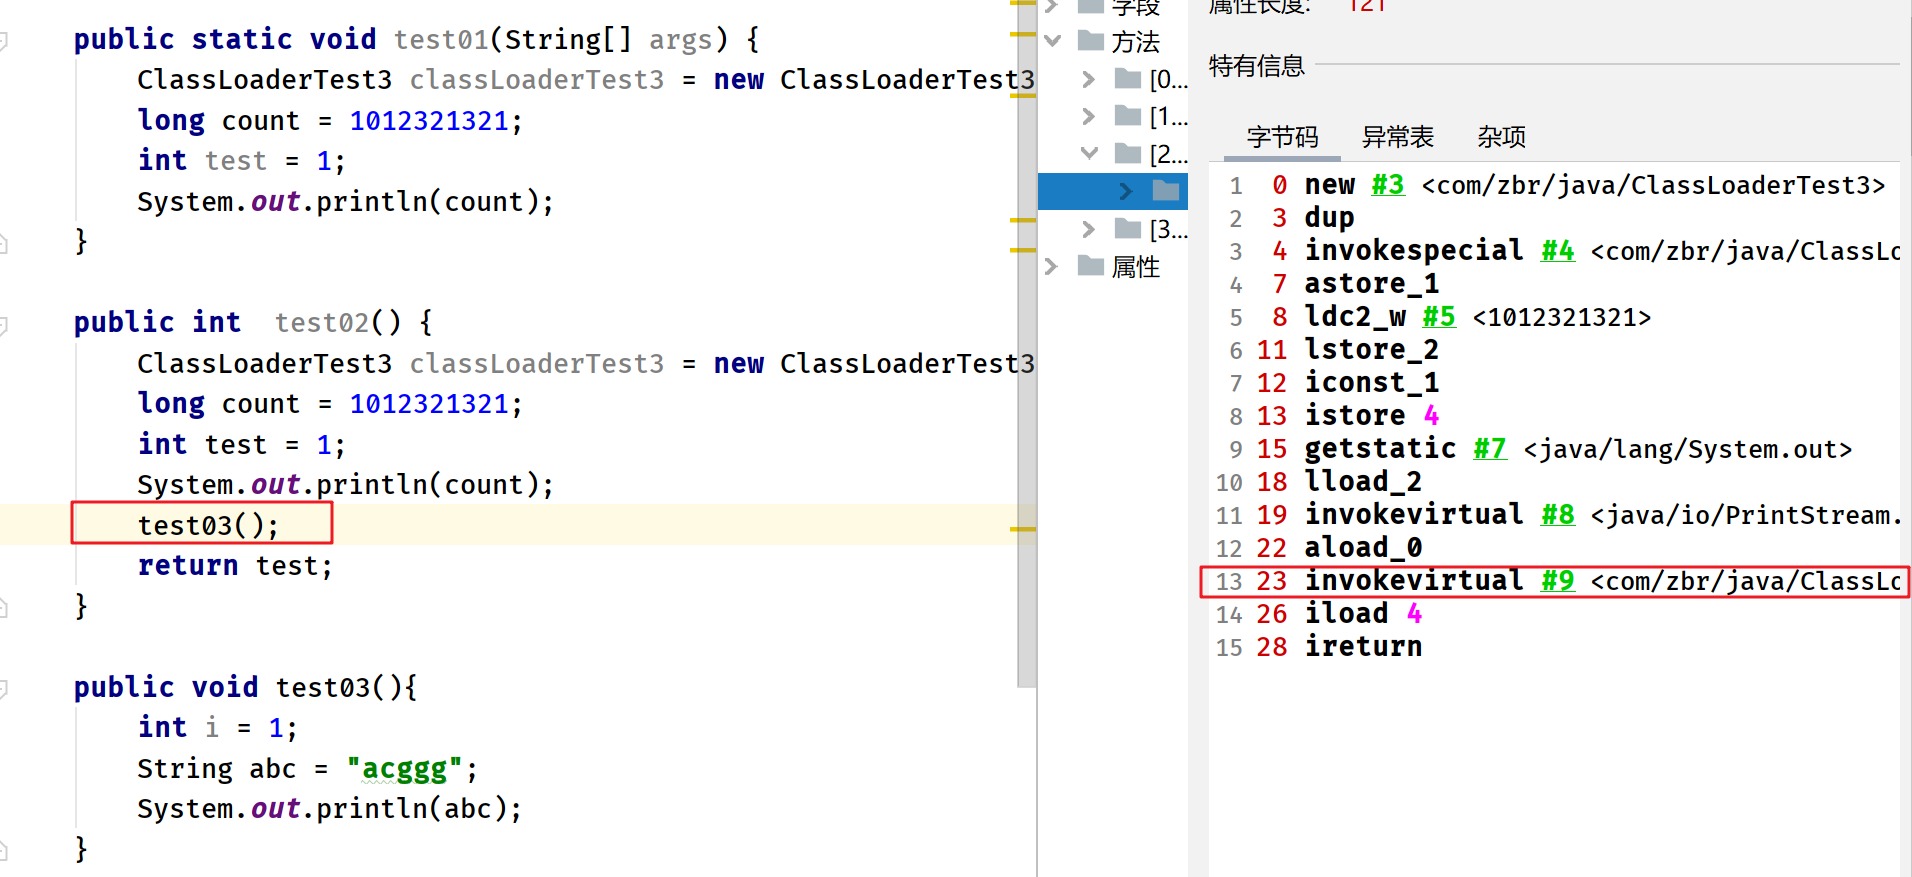 public static void test01(String[] args) {
ClassLoaderTest3 classLoaderTest3 = new ClassLoaderTest3
long count = 1012321321;
int test = 1;
System.out.println(count);
}
public int  test02() {
ClassLoaderTest3 classLoaderTest3 = new ClassLoaderTest3
long count = 1012321321;
int test = 1;
System.out.println(count);
test03();
return test;
}
public void test03(){
int i = 1;
String abc = "acggg";
System.out.println(abc);
}
字段
方法
[0...
[1...
[2...
[3...
属性
属性长度: 121
特有信息
字节码 异常表 杂项
1 0 new #3 <com/zbr/java/ClassLoaderTest3>
2 3 dup
3 4 invokespecial #4 <com/zbr/java/ClassLo
4 7 astore_1
5 8 ldc2_w #5 <1012321321>
6 11 lstore_2
7 12 iconst_1
8 13 istore 4
9 15 getstatic #7 <java/lang/System.out>
10 18 lload_2
11 19 invokevirtual #8 <java/io/PrintStream.
12 22 aload_0
13 23 invokevirtual #9 <com/zbr/java/ClassLo
14 26 iload 4
15 28 ireturn